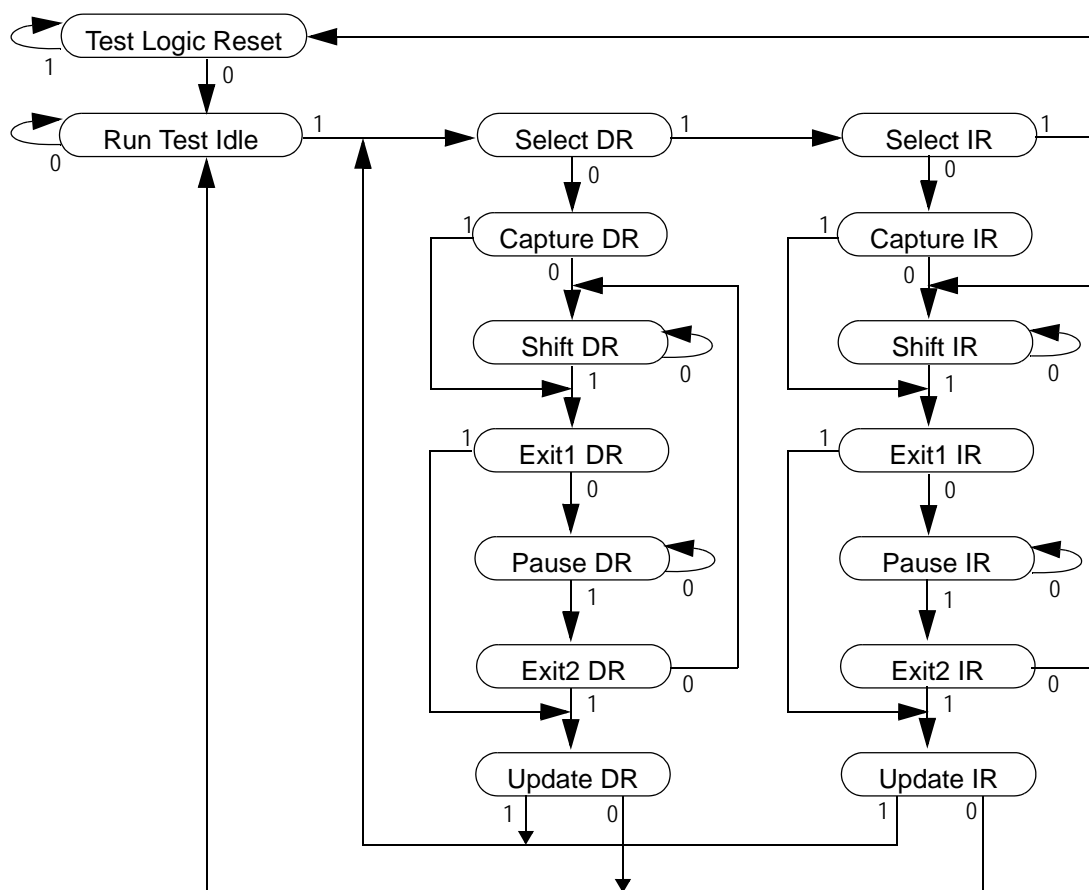 Test Logic Reset
1
0
Run Test Idle
1
0
Select DR
1
0
Select IR
1
0
1
Capture DR
0
1
Capture IR
0
Shift DR
0
1
Shift IR
0
1
1
Exit1 DR
0
1
Exit1 IR
0
Pause DR
0
1
Pause IR
0
1
Exit2 DR
0
1
Exit2 IR
0
1
Update DR
1
0
Update IR
1
0